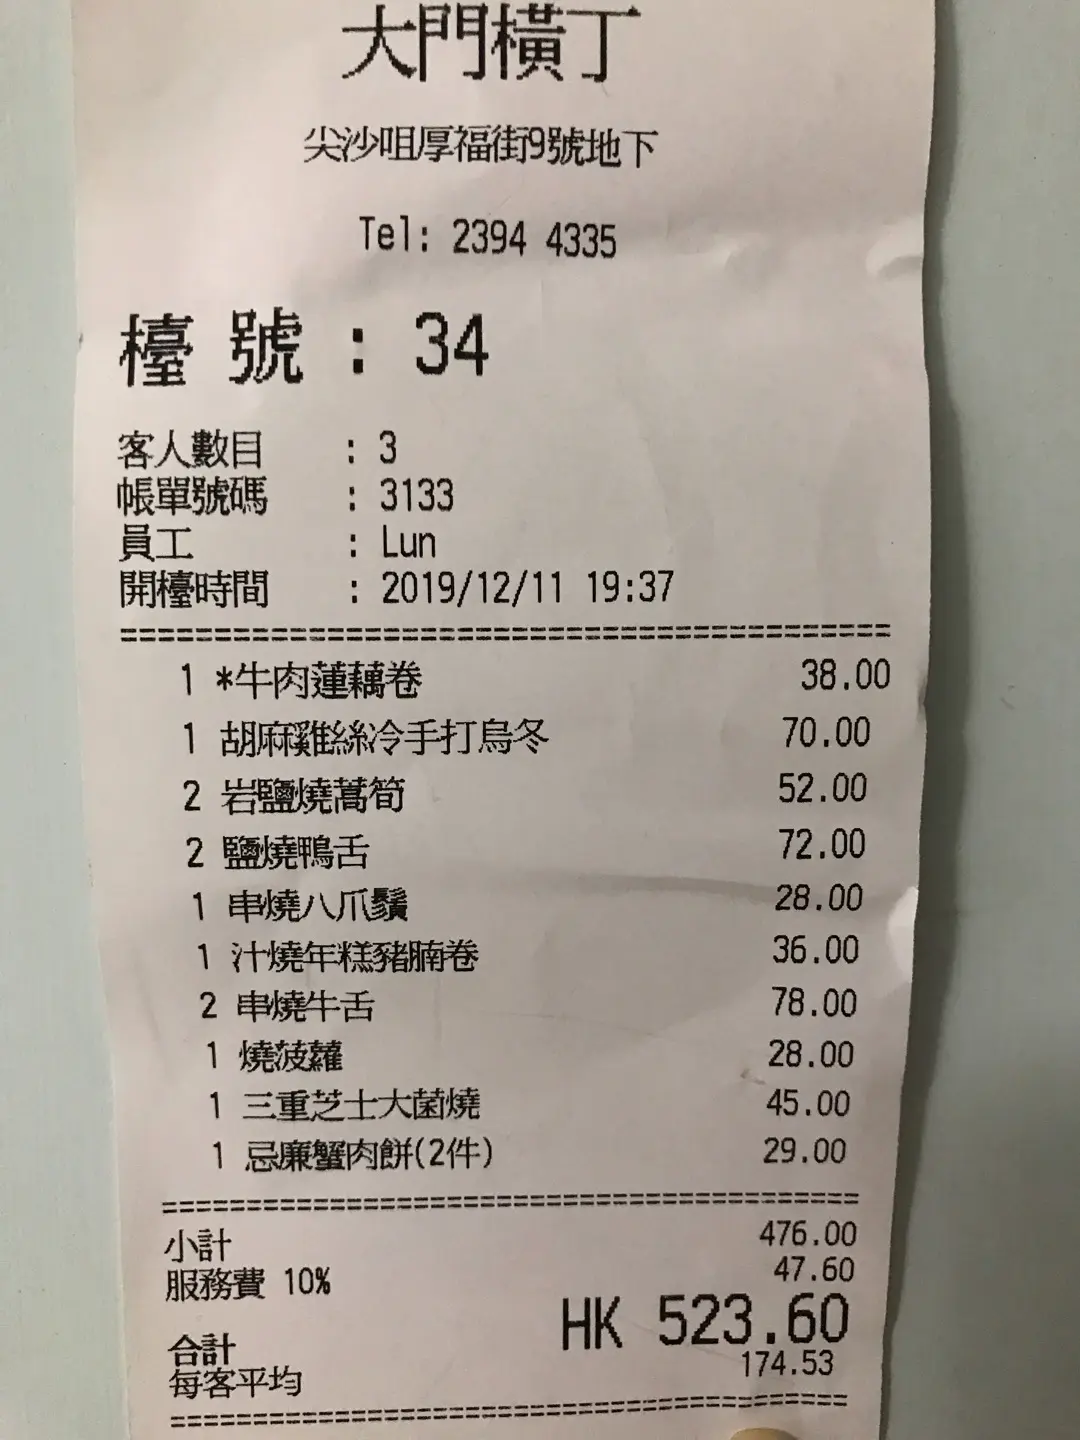 大門橫丁
尖沙咀厚福街9號地下
Tel: 2394 4335
檯 號 : 34
客人數目 : 3
帳單號碼 : 3133
員工 : Lun
開檯時間 : 2019/12/11 19:37
1 *牛肉蓮藕卷 38.00
1 胡麻雞絲冷手打烏冬 70.00
2 岩鹽燒萵筍 52.00
2 鹽燒鴨舌 72.00
1 串燒八爪鬚 28.00
1 汁燒年糕豬腩卷 36.00
2 串燒牛舌 78.00
1 燒菠蘿 28.00
1 三重芝士大菌燒 45.00
1 忌廉蟹肉餅(2件) 29.00
小計 476.00
服務費 10% 47.60
合計 HK 523.60
每客平均 174.53